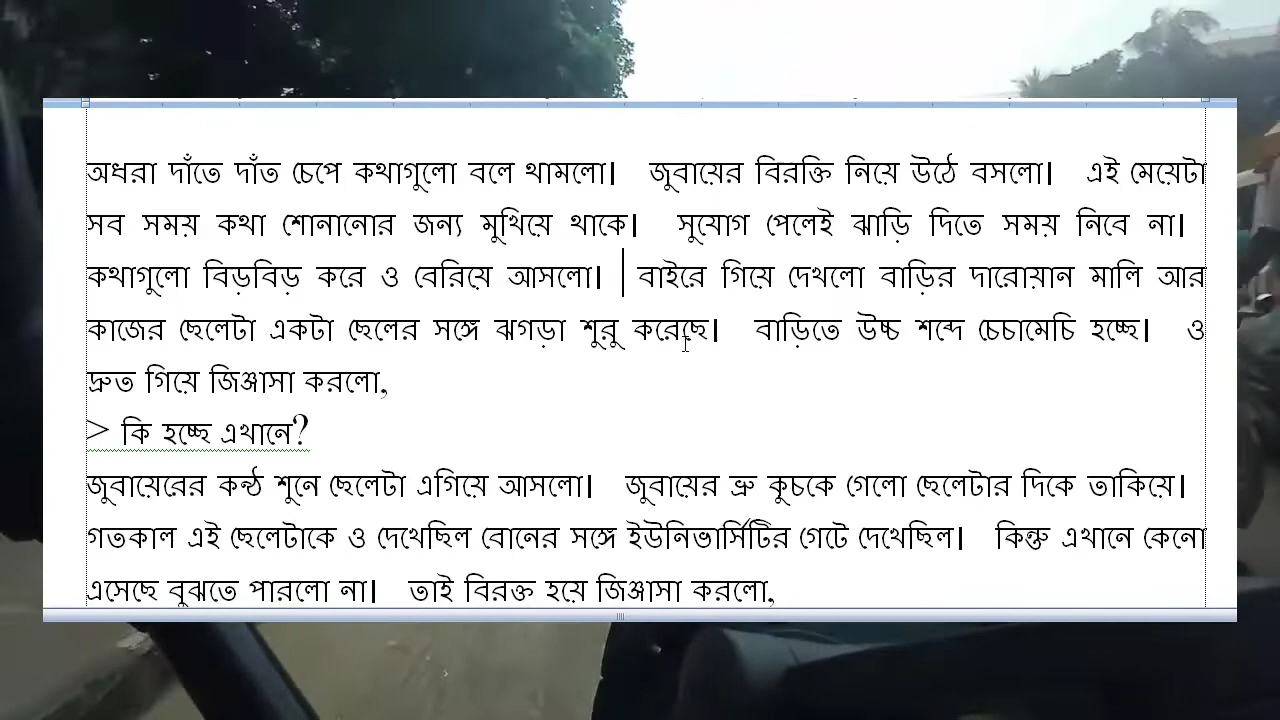 অধরা দাঁতে দাঁত চেপে কথাগুলো বলে থামলো। জুবায়ের বিরক্তি নিয়ে উঠে বসলো। এই মেয়েটা
সব সময় কথা শোনানোর জন্য মুখিয়ে থাকে। সুযোগ পেলেই ঝাড়ি দিতে সময় নিবে না।
কথাগুলো বিড়বিড় করে ও বেরিয়ে আসলো। বাইরে গিয়ে দেখলো বাড়ির দারোয়ান মালি আর
কাজের ছেলেটা একটা ছেলের সঙ্গে ঝগড়া শুরু করেছে। বাড়িতে উচ্চ শব্দে চেচামেচি হচ্ছে। ও
দ্রুত গিয়ে জিঞ্জাসা করলো,
> কি হচ্ছে এখানে?
জুবায়েরের কন্ঠ শুনে ছেলেটা এগিয়ে আসলো। জুবায়ের ভ্রু কুচকে গেলো ছেলেটার দিকে তাকিয়ে।
গতকাল এই ছেলেটাকে ও দেখেছিল বোনের সঙ্গে ইউনিভার্সিটির গেটে দেখেছিল। কিন্তু এখানে কেনো
এসেছে বুঝতে পারলো না। তাই বিরক্ত হয়ে জিঞ্জাসা করলো,